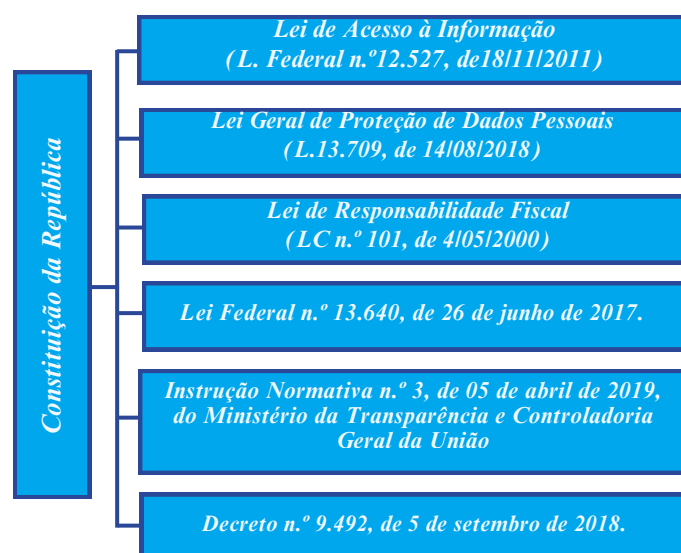 Constituição da República
Lei de Acesso à Informação
(L. Federal n.º12.527, de18/11/2011)
Lei Geral de Proteção de Dados Pessoais
(L.13.709, de 14/08/2018)
Lei de Responsabilidade Fiscal
(LC n.º 101, de 4/05/2000)
Lei Federal n.º 13.640, de 26 de junho de 2017.
Instrução Normativa n.º 3, de 05 de abril de 2019,
do Ministério da Transparência e Controladoria
Geral da União
Decreto n.º 9.492, de 5 de setembro de 2018.